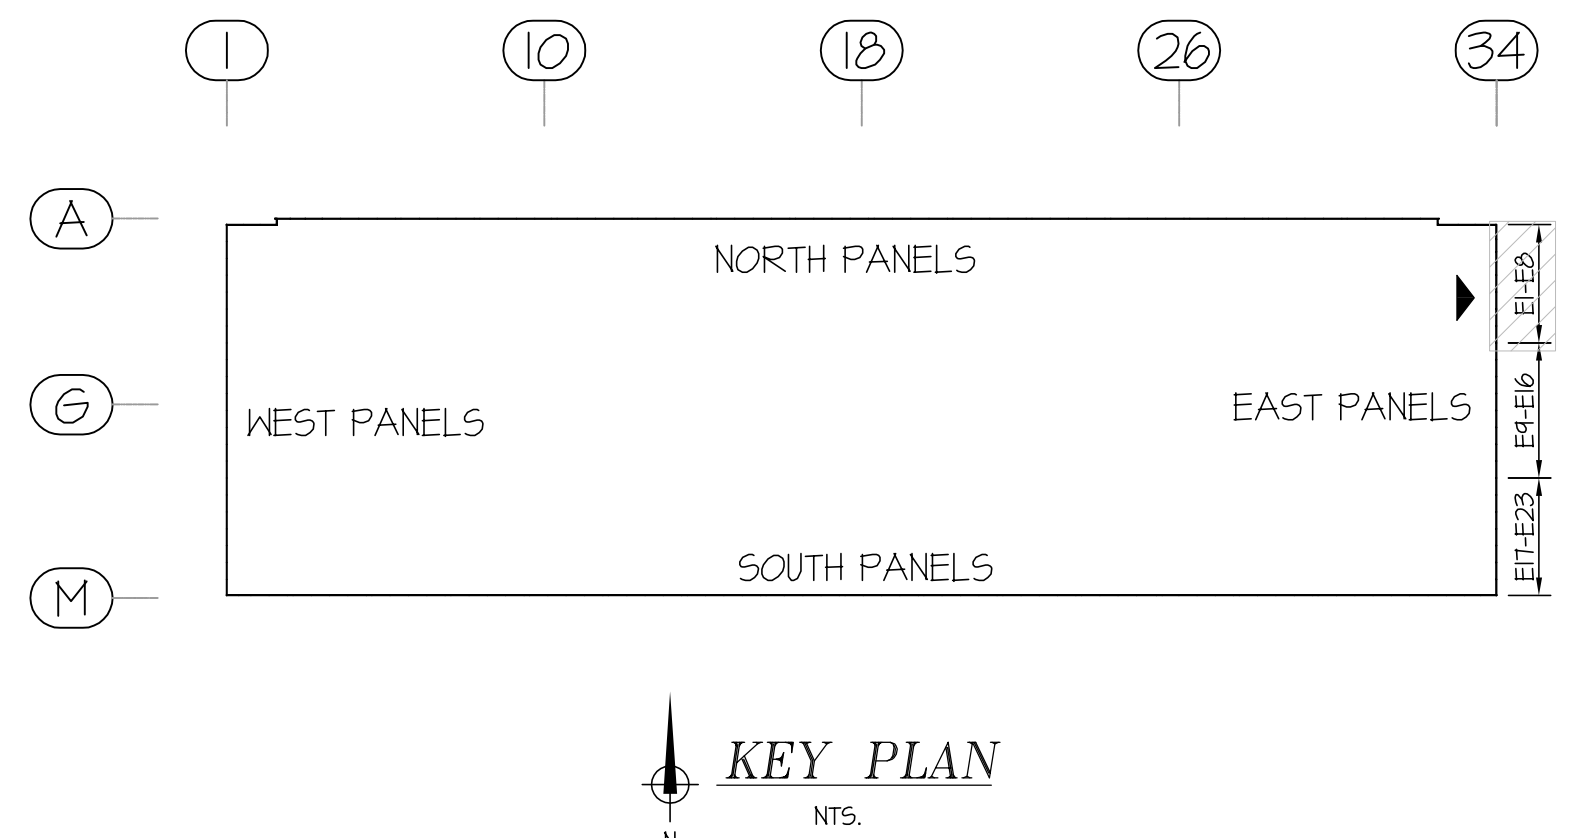 1 10 18 26 34
A
NORTH PANELS
E1-E8
G
WEST PANELS
EAST PANELS
E9-E16
SOUTH PANELS
E17-E23
M
KEY PLAN
NTS.
N